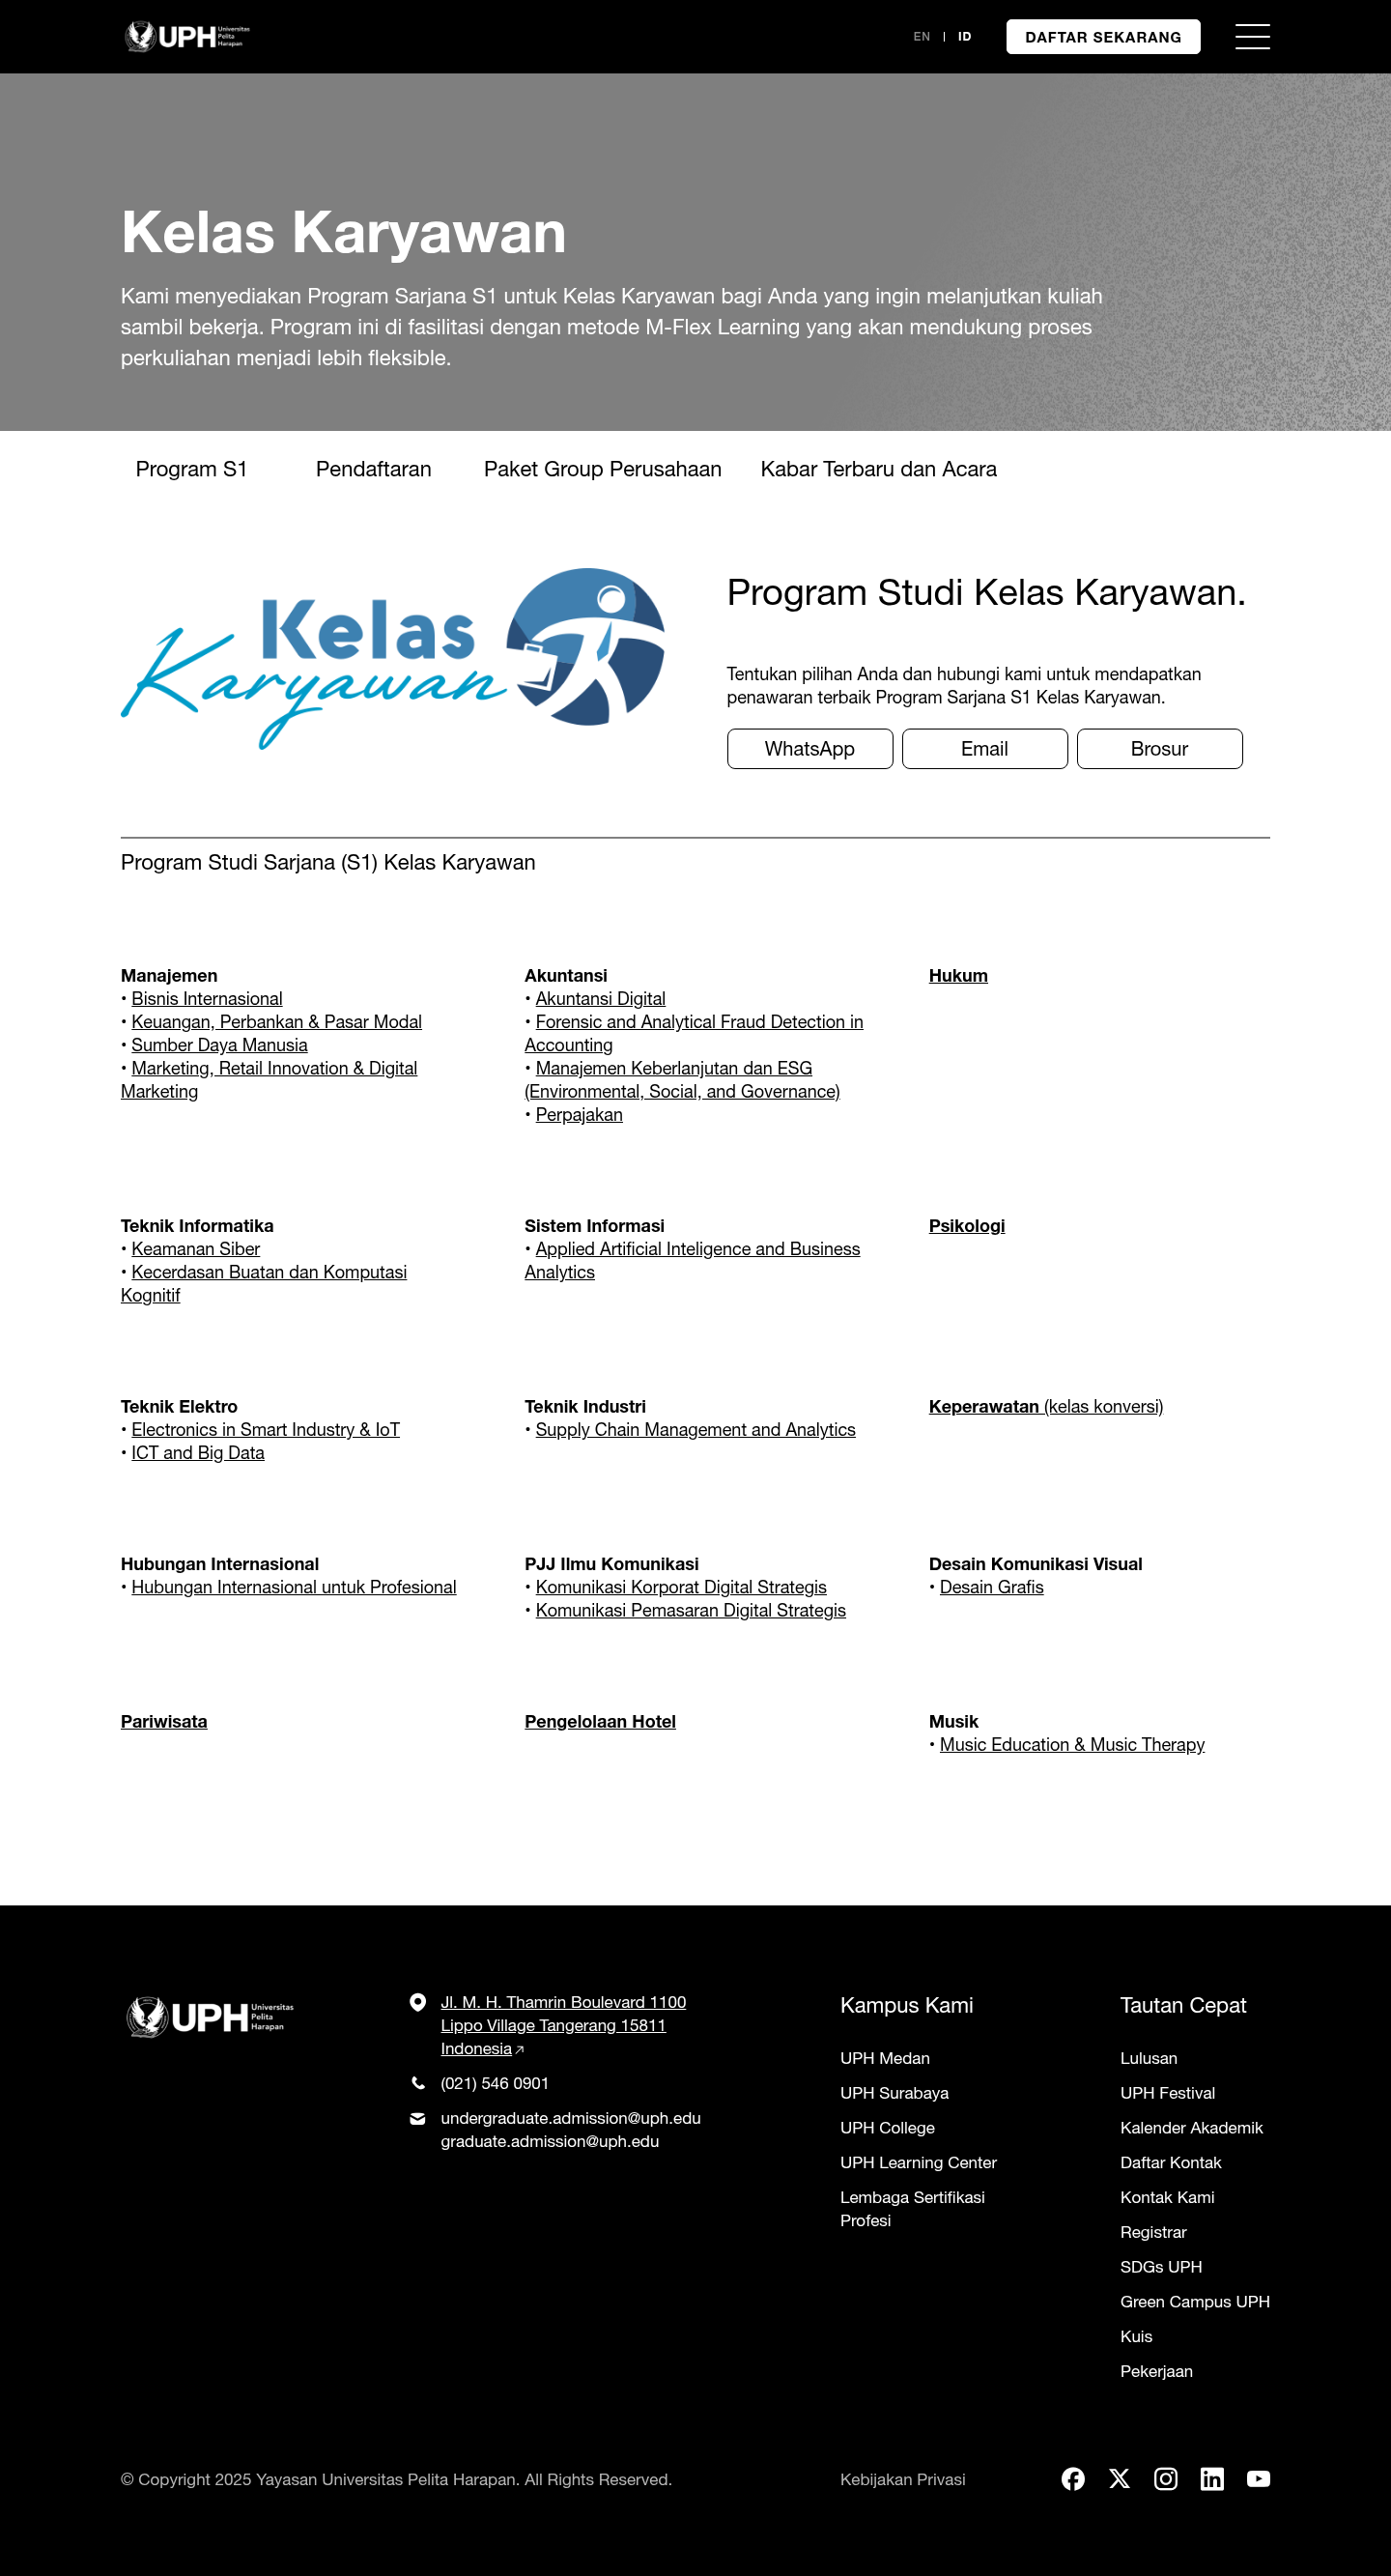 UPH Universitas
Pelita
Harapan
EN | ID
DAFTAR SEKARANG
Kelas Karyawan
Kami menyediakan Program Sarjana S1 untuk Kelas Karyawan bagi Anda yang ingin melanjutkan kuliah
sambil bekerja. Program ini di fasilitasi dengan metode M-Flex Learning yang akan mendukung proses
perkuliahan menjadi lebih fleksible.
Program S1
Pendaftaran
Paket Group Perusahaan
Kabar Terbaru dan Acara
Kelas
Karyawan
Program Studi Kelas Karyawan.
Tentukan pilihan Anda dan hubungi kami untuk mendapatkan
penawaran terbaik Program Sarjana S1 Kelas Karyawan.
WhatsApp
Email
Brosur
Program Studi Sarjana (S1) Kelas Karyawan
Manajemen
• Bisnis Internasional
• Keuangan, Perbankan & Pasar Modal
• Sumber Daya Manusia
• Marketing, Retail Innovation & Digital
Marketing
Akuntansi
• Akuntansi Digital
• Forensic and Analytical Fraud Detection in
Accounting
• Manajemen Keberlanjutan dan ESG
(Environmental, Social, and Governance)
• Perpajakan
Hukum
Teknik Informatika
• Keamanan Siber
• Kecerdasan Buatan dan Komputasi
Kognitif
Sistem Informasi
• Applied Artificial Inteligence and Business
Analytics
Psikologi
Teknik Elektro
• Electronics in Smart Industry & IoT
• ICT and Big Data
Teknik Industri
• Supply Chain Management and Analytics
Keperawatan (kelas konversi)
Hubungan Internasional
• Hubungan Internasional untuk Profesional
PJJ Ilmu Komunikasi
• Komunikasi Korporat Digital Strategis
• Komunikasi Pemasaran Digital Strategis
Desain Komunikasi Visual
• Desain Grafis
Pariwisata
Pengelolaan Hotel
Musik
• Music Education & Music Therapy
UPH Universitas
Pelita
Harapan
Jl. M. H. Thamrin Boulevard 1100
Lippo Village Tangerang 15811
Indonesia
(021) 546 0901
undergraduate.admission@uph.edu
graduate.admission@uph.edu
Kampus Kami
UPH Medan
UPH Surabaya
UPH College
UPH Learning Center
Lembaga Sertifikasi
Profesi
Tautan Cepat
Lulusan
UPH Festival
Kalender Akademik
Daftar Kontak
Kontak Kami
Registrar
SDGs UPH
Green Campus UPH
Kuis
Pekerjaan
© Copyright 2025 Yayasan Universitas Pelita Harapan. All Rights Reserved.
Kebijakan Privasi